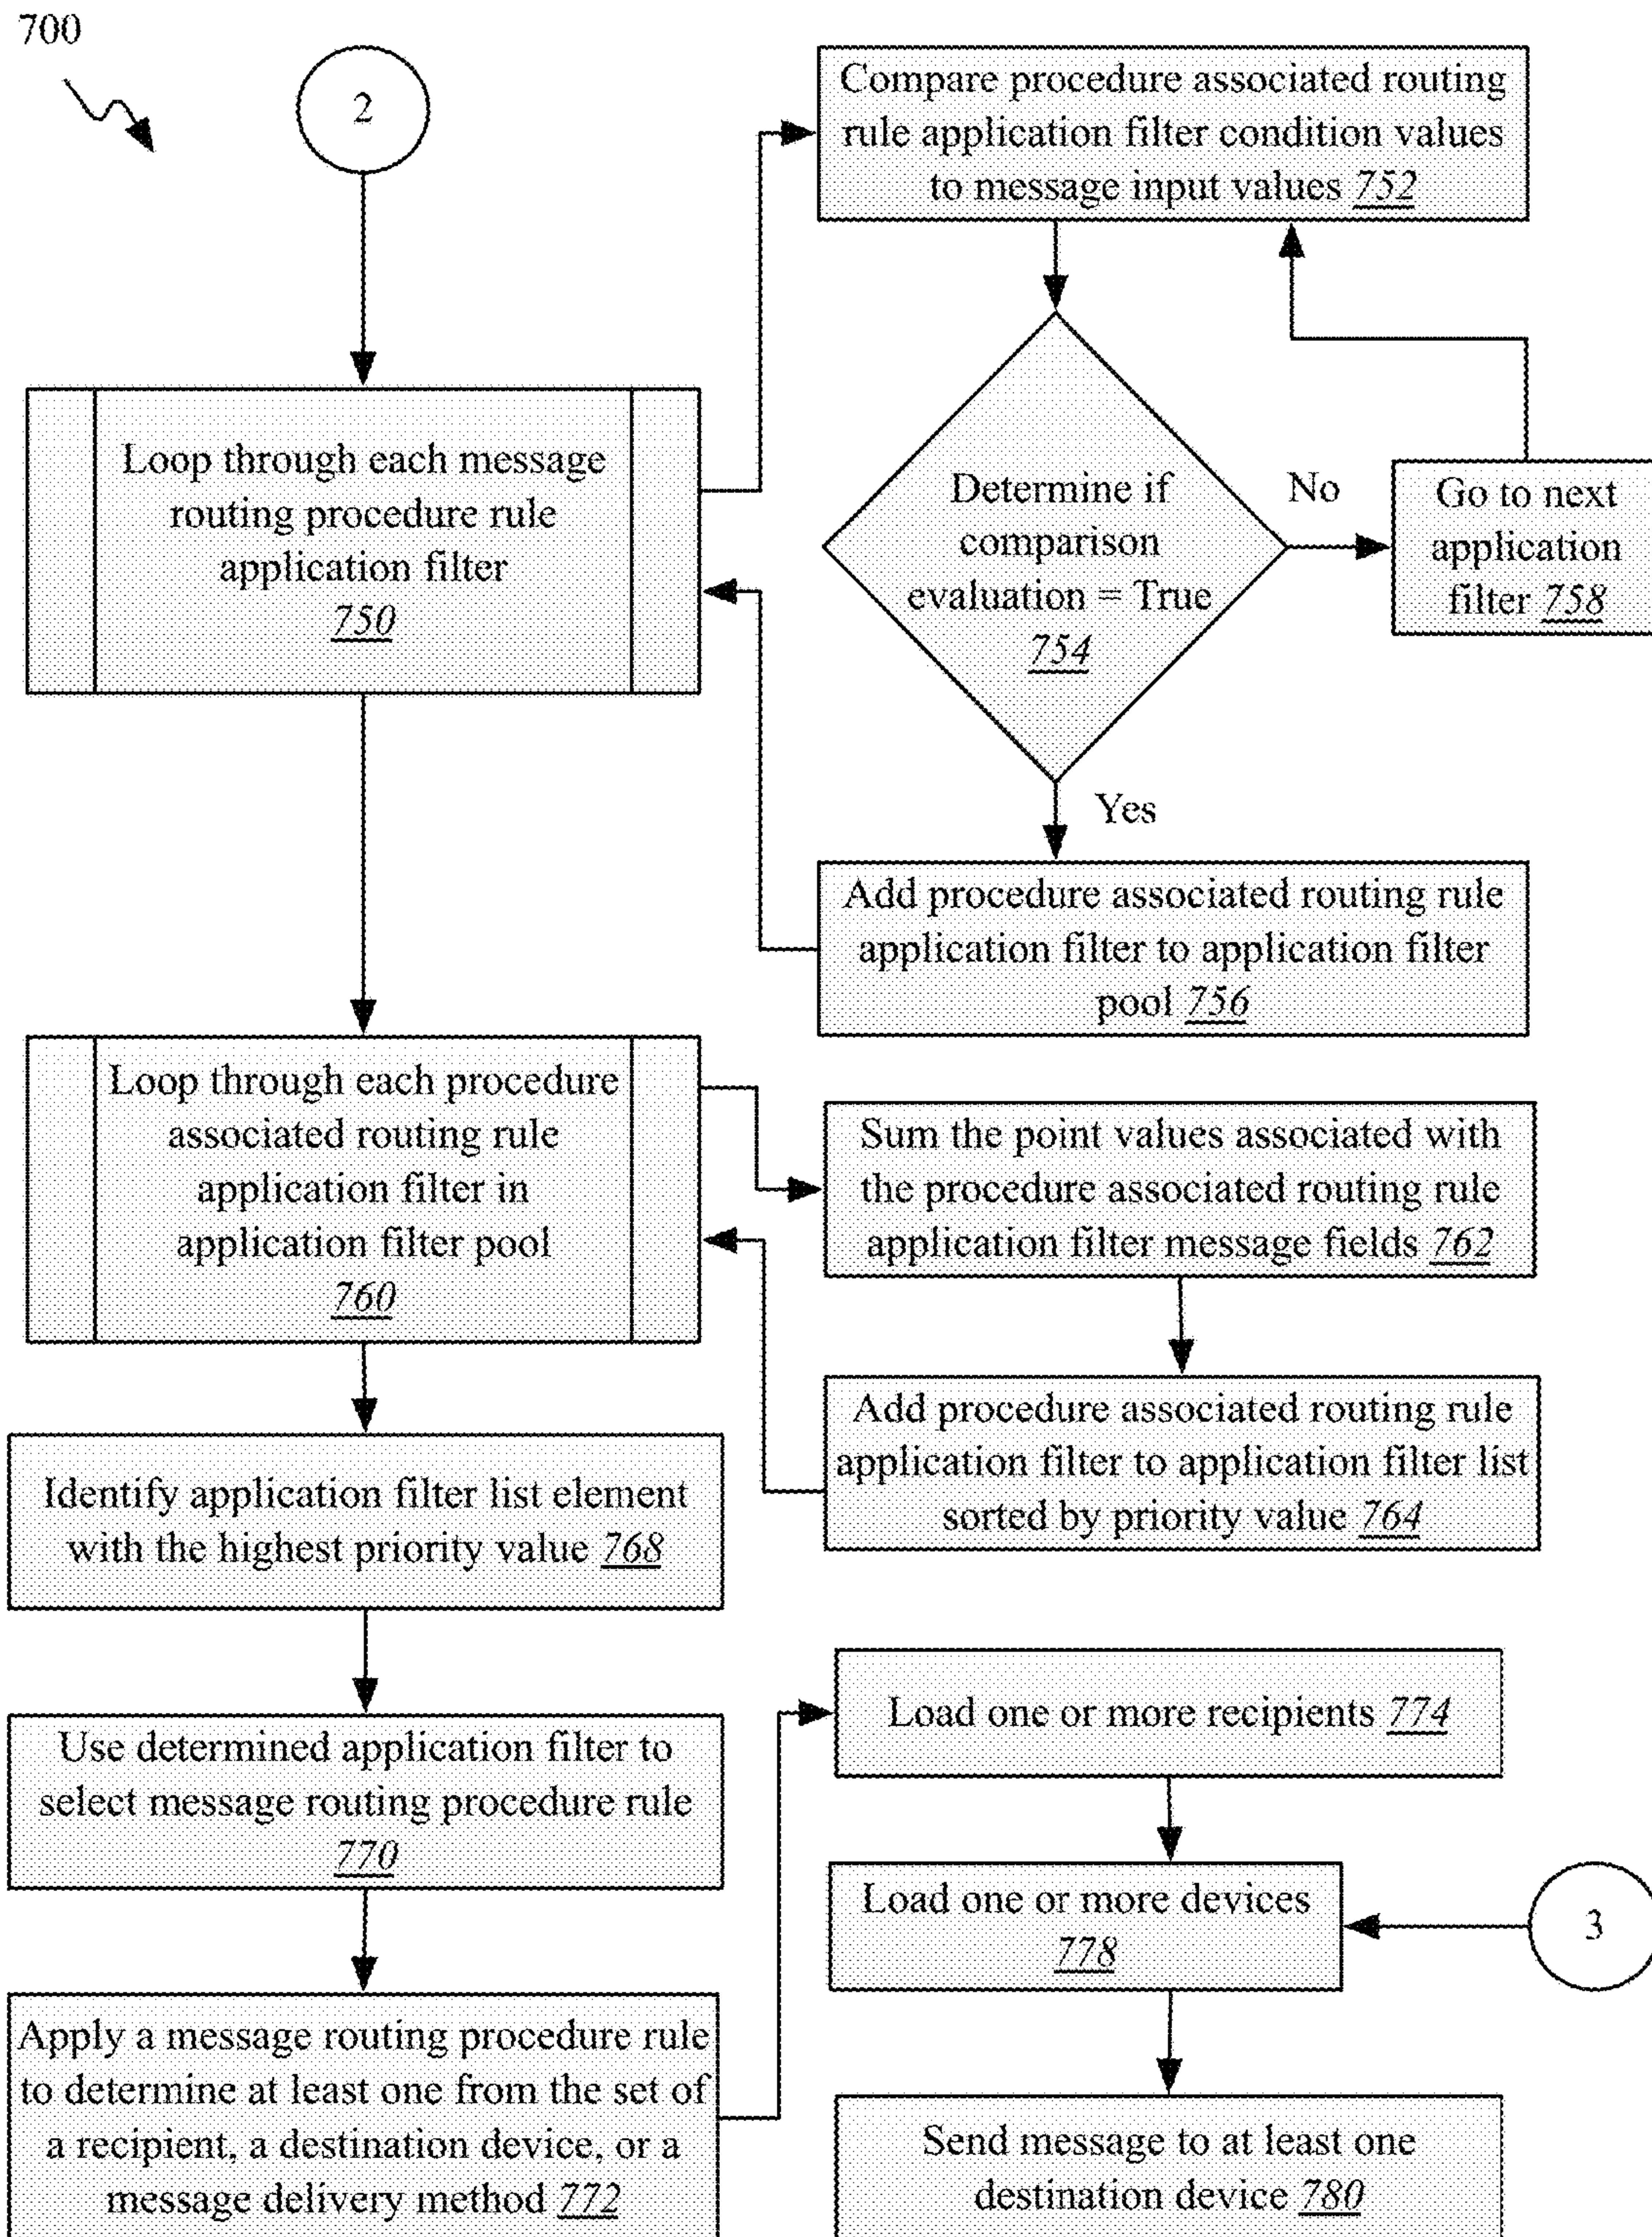 700
2
Compare procedure associated routing
rule application filter condition values
to message input values 752
Loop through each message
routing procedure rule
application filter
750
Determine if
comparison
evaluation = True
754
No
Go to next
application
filter 758
Yes
Add procedure associated routing rule
application filter to application filter
pool 756
Loop through each procedure
associated routing rule
application filter in
application filter pool
760
Sum the point values associated with
the procedure associated routing rule
application filter message fields 762
Add procedure associated routing rule
application filter to application filter list
sorted by priority value 764
Identify application filter list element
with the highest priority value 768
Use determined application filter to
select message routing procedure rule
770
Apply a message routing procedure rule
to determine at least one from the set of
a recipient, a destination device, or a
message delivery method 772
Load one or more recipients 774
Load one or more devices
778
3
Send message to at least one
destination device 780